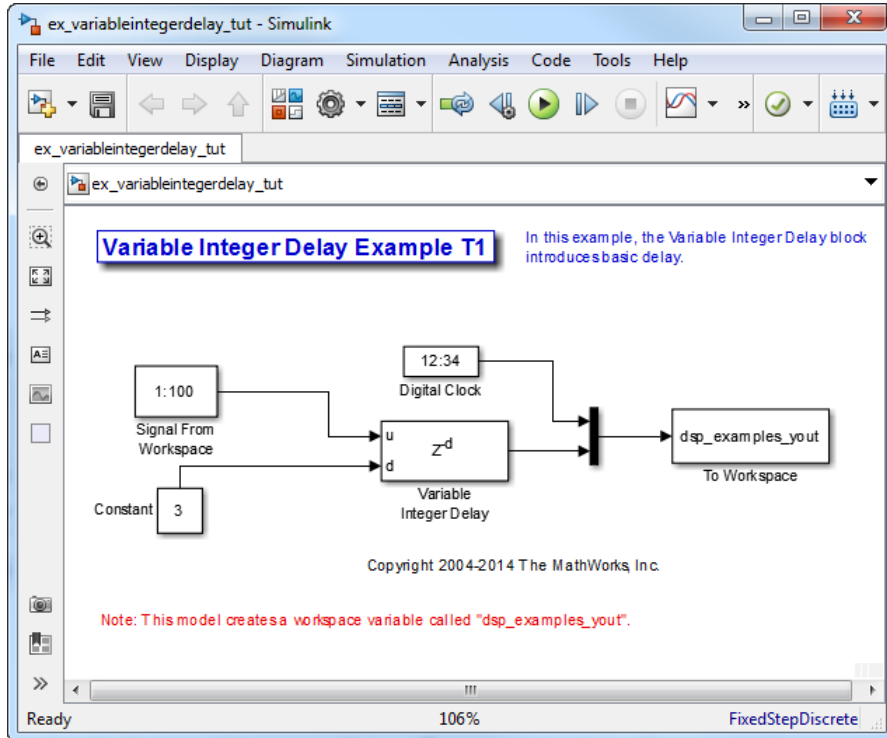 ex_variableintegerdelay_tut - Simulink
File Edit View Display Diagram Simulation Analysis Code Tools Help
ex_variableintegerdelay_tut
ex_variableintegerdelay_tut
Variable Integer Delay Example T1
In this example, the Variable Integer Delay block
introduces basic delay.
12:34
Digital Clock
1:100
Signal From
Workspace
u
d
Z-d
Variable
Integer Delay
dsp_examples_yout
To Workspace
Constant
3
Copyright 2004-2014 The MathWorks, Inc.
Note: This model creates a workspace variable called "dsp_examples_yout".
Ready 106% FixedStepDiscrete